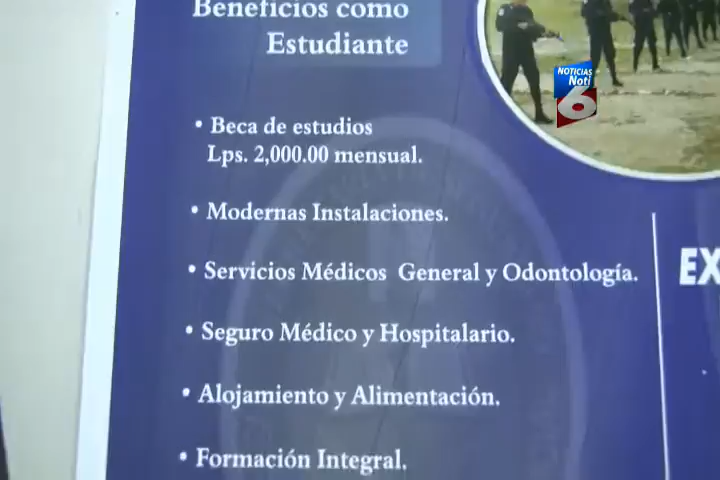 Beneficios como
Estudiante
• Beca de estudios
Lps. 2,000.00 mensual.
• Modernas Instalaciones.
• Servicios Médicos General y Odontología.
• Seguro Médico y Hospitalario.
• Alojamiento y Alimentación.
• Formación Integral.
NOTICIAS
Noti
6
EX